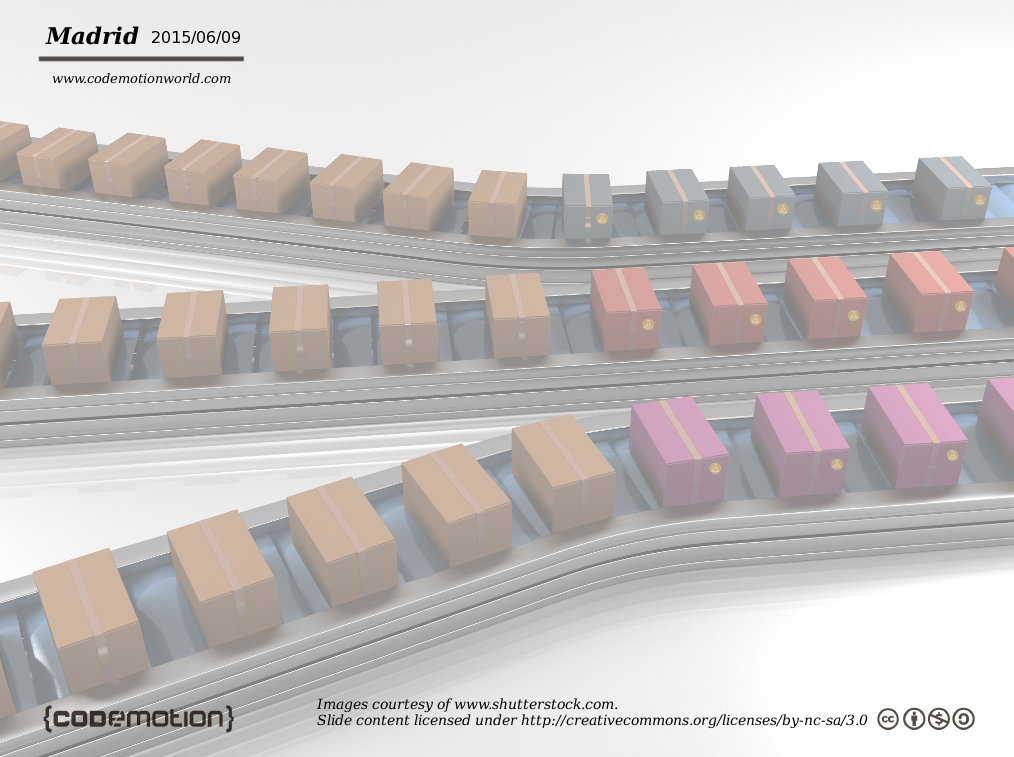 Madrid 2015/06/09
www.codemotionworld.com
{codemotion}
Images courtesy of www.shutterstock.com.
Slide content licensed under http://creativecommons.org/licenses/by-nc-sa/3.0
cc